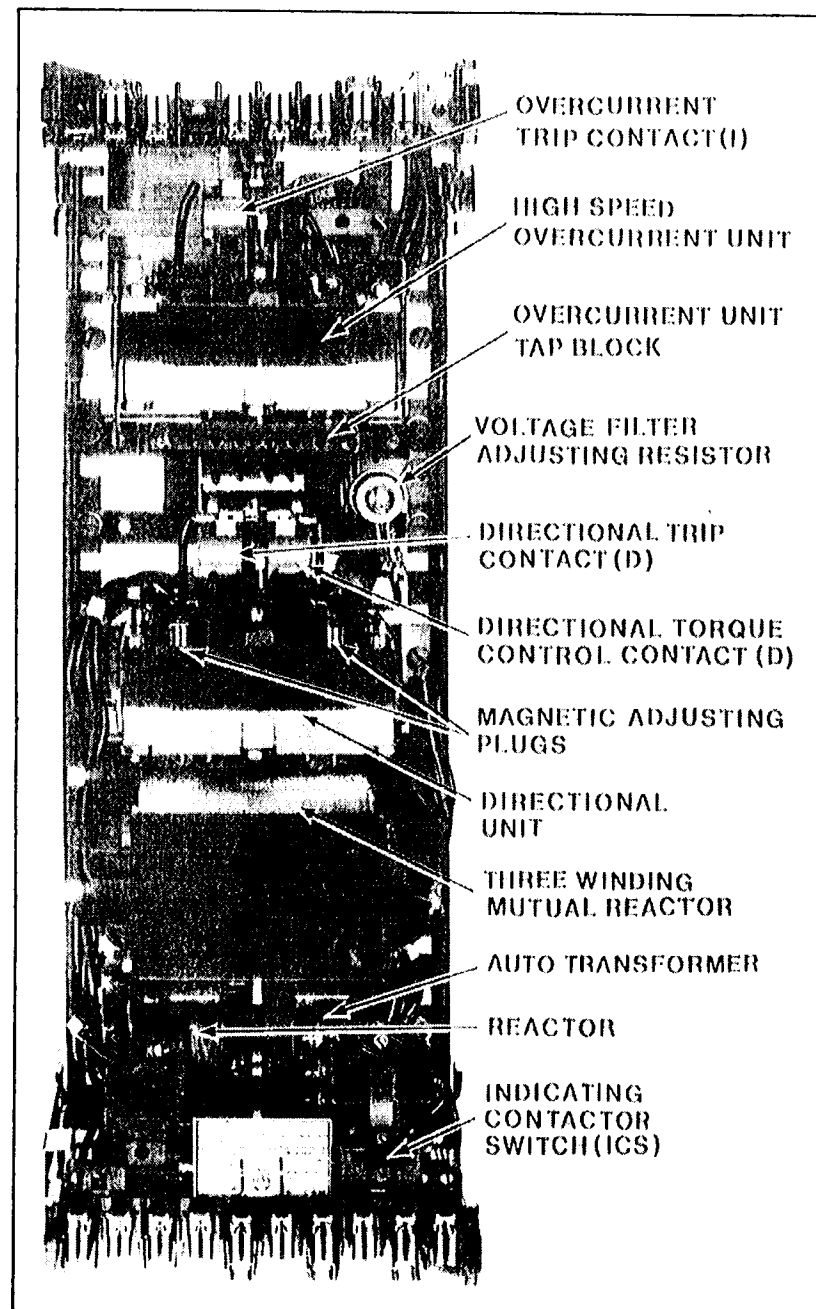 OVERCURRENT
TRIP CONTACT (I)
HIGH SPEED
OVERCURRENT UNIT
OVERCURRENT UNIT
TAP BLOCK
VOLTAGE FILTER
ADJUSTING RESISTOR
DIRECTIONAL TRIP
CONTACT (D)
DIRECTIONAL TORQUE
CONTROL CONTACT (D)
MAGNETIC ADJUSTING
PLUGS
DIRECTIONAL
UNIT
THREE WINDING
MUTUAL REACTOR
AUTO TRANSFORMER
REACTOR
INDICATING
CONTACTOR
SWITCH (ICS)